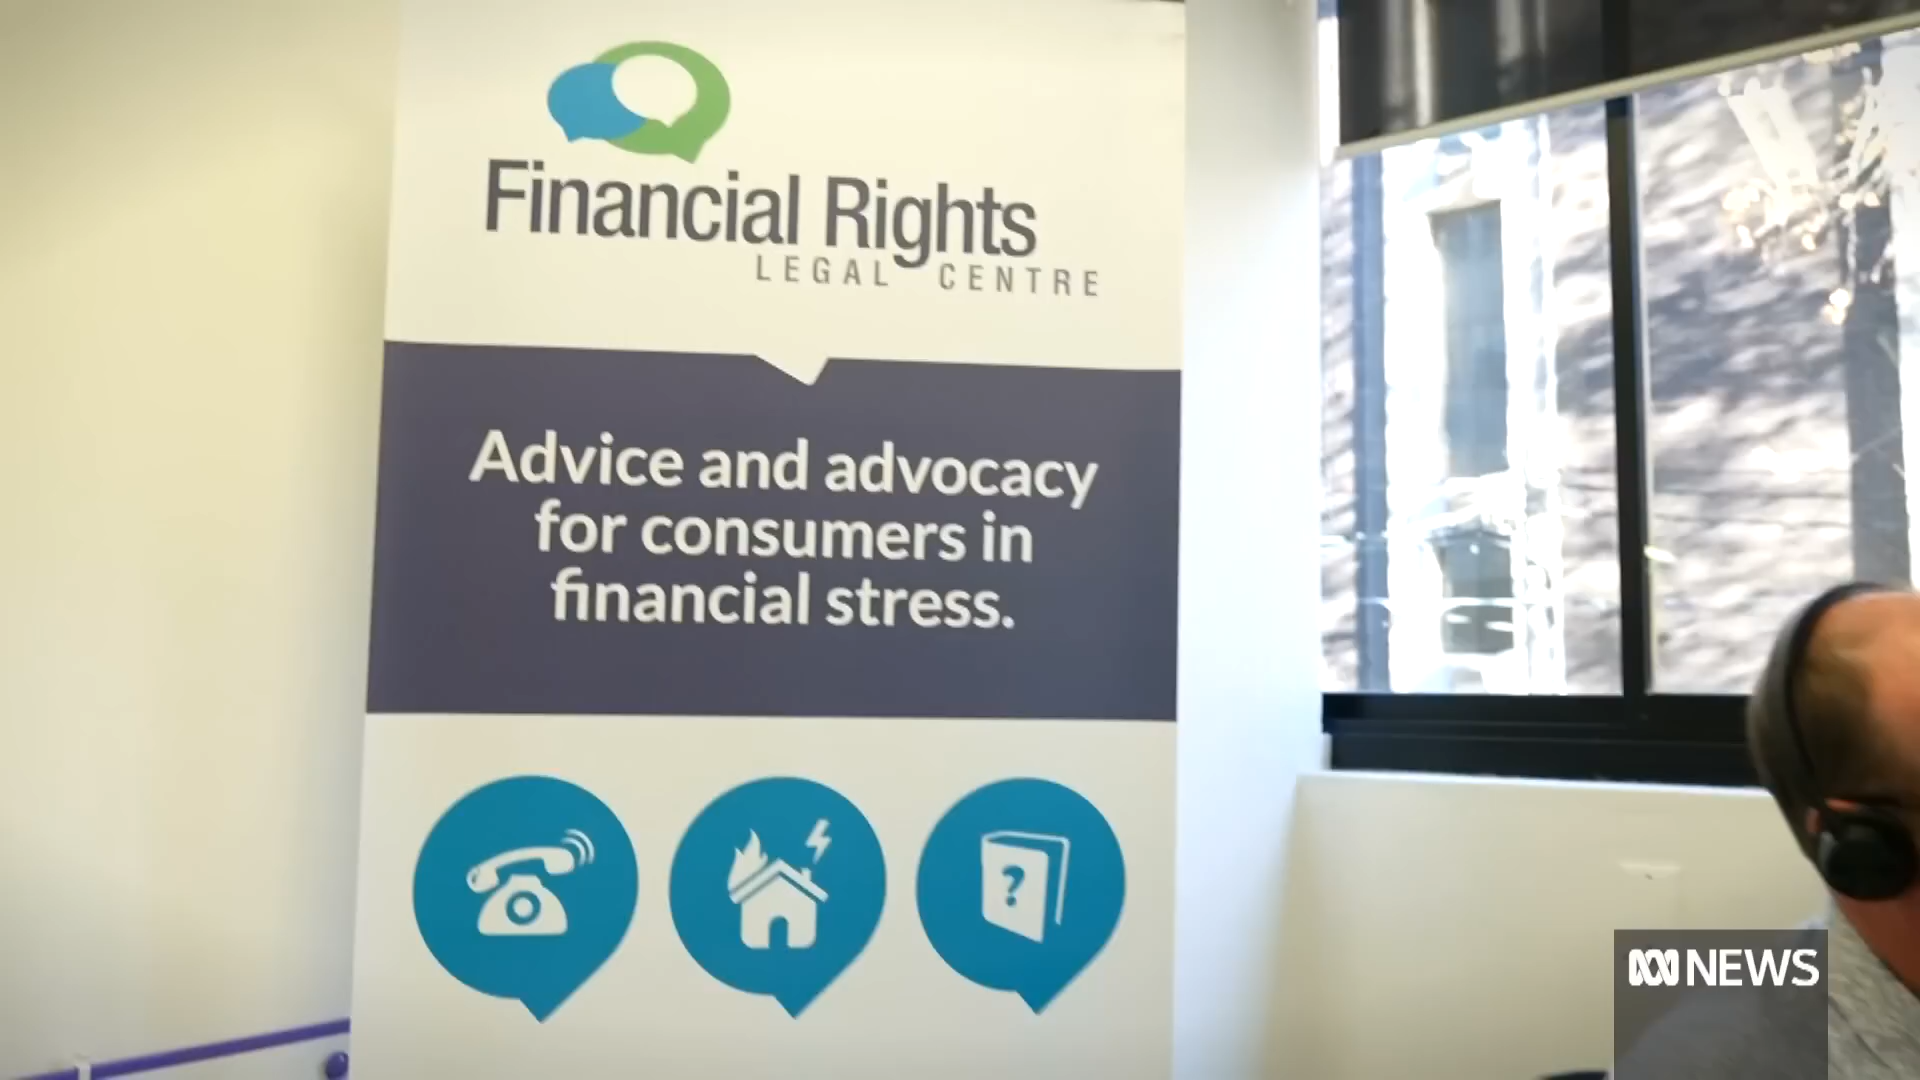 Financial Rights
LEGAL CENTRE
Advice and advocacy
for consumers in
financial stress.
?
NEWS